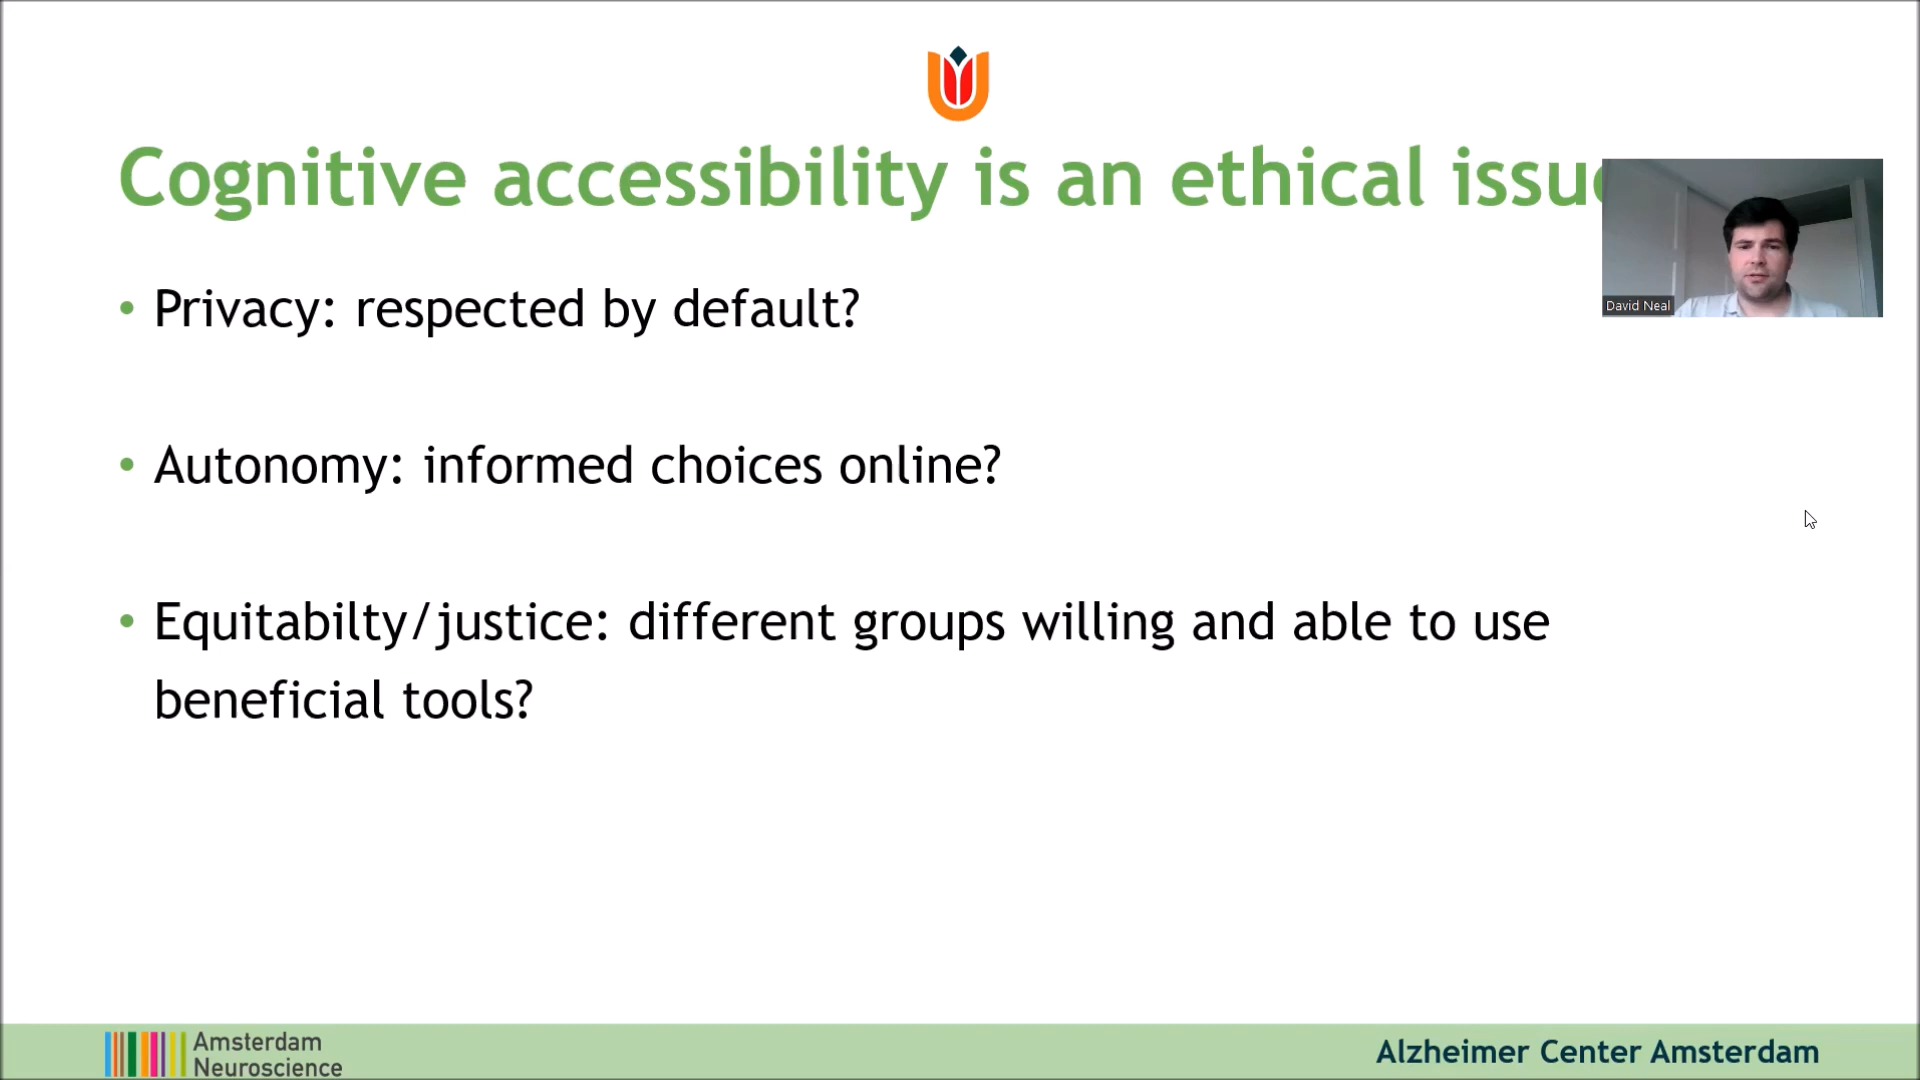 Cognitive accessibility is an ethical issue
David Neal
• Privacy: respected by default?
• Autonomy: informed choices online?
• Equitabilty/justice: different groups willing and able to use
beneficial tools?
Amsterdam
Neuroscience
Alzheimer Center Amsterdam